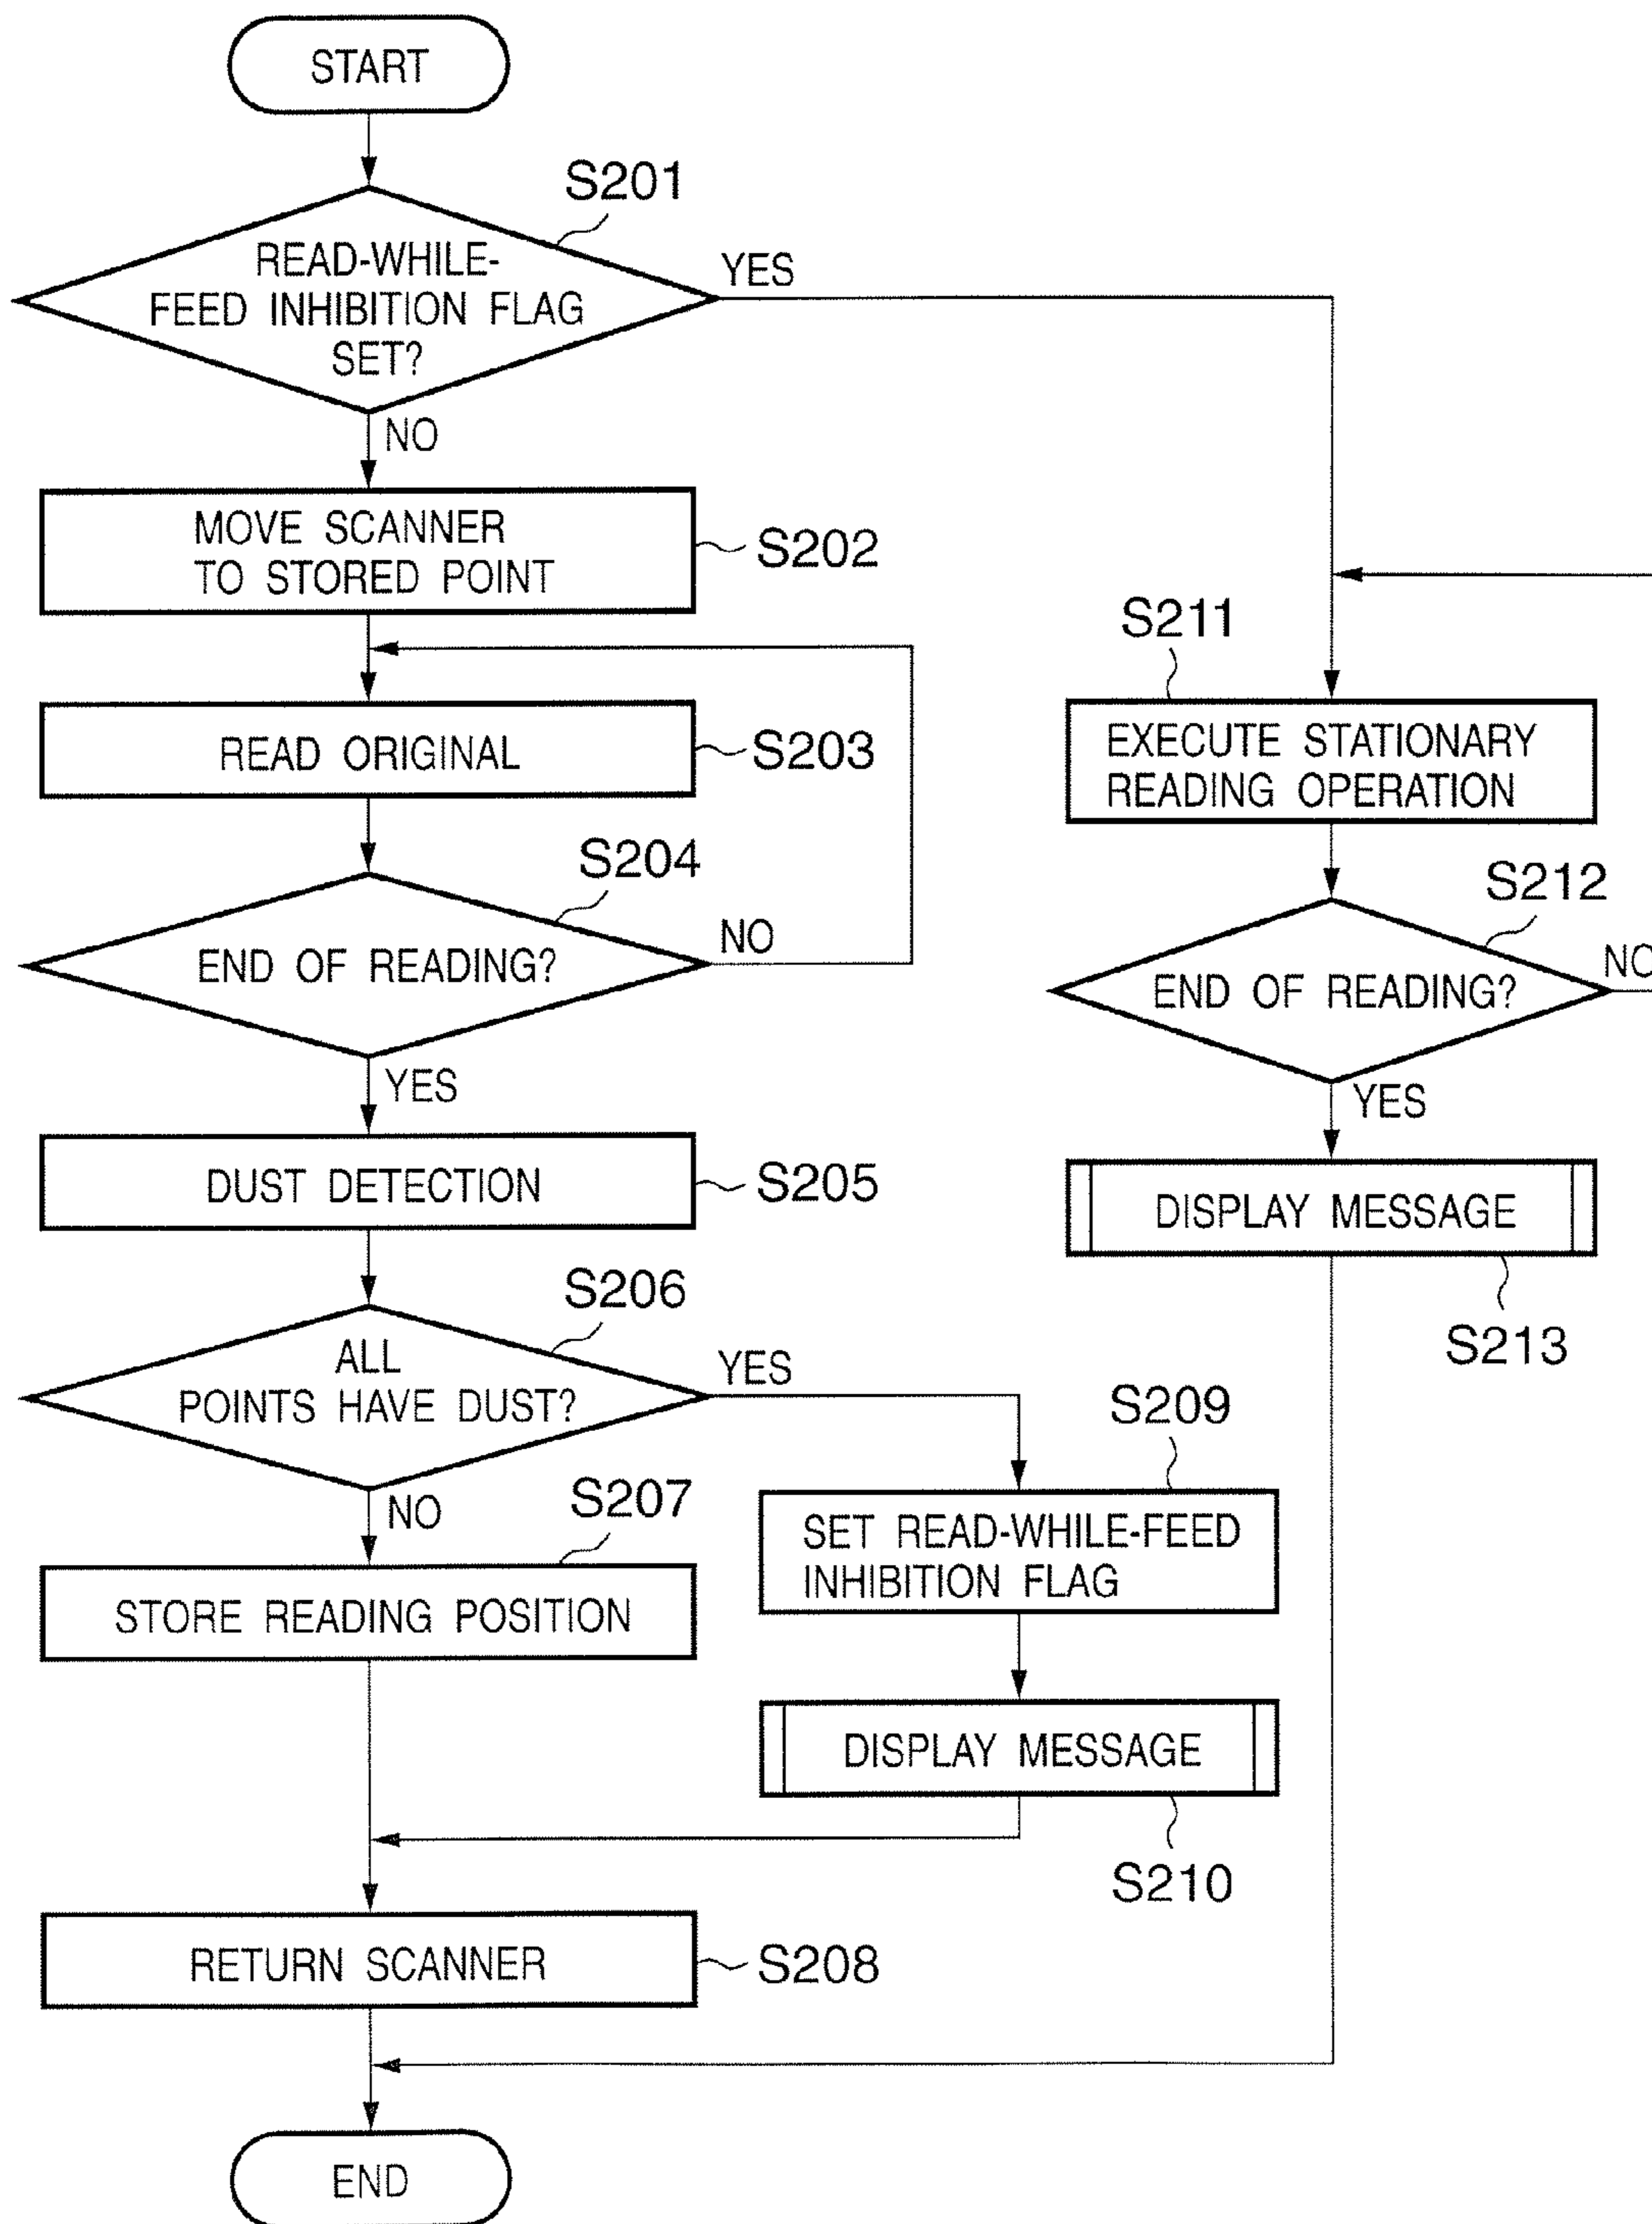 START
S201
READ-WHILE-
FEED INHIBITION FLAG
SET?
YES
NO
MOVE SCANNER
TO STORED POINT
S202
READ ORIGINAL
S203
S204
END OF READING?
NO
YES
DUST DETECTION
S205
S206
ALL
POINTS HAVE DUST?
YES
NO
S207
STORE READING POSITION
S209
SET READ-WHILE-FEED
INHIBITION FLAG
DISPLAY MESSAGE
S210
RETURN SCANNER
S208
S211
EXECUTE STATIONARY
READING OPERATION
S212
END OF READING?
NO
YES
DISPLAY MESSAGE
S213
END